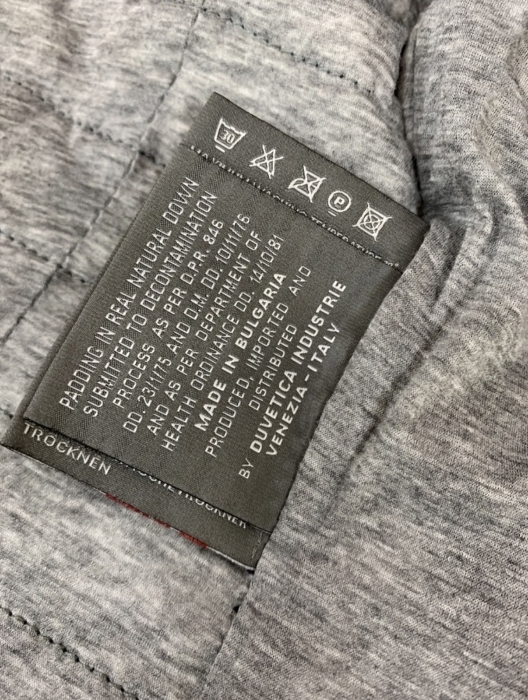 30
P
PADDING IN REAL NATURAL DOWN
SUBMITTED TO DECONTAMINATION
PROCESS AS PER D.P.R. 846
DD. 23/11/75 AND D.M. DD. 10/11/76
AND AS PER DEPARTMENT OF
HEALTH ORDINANCE DD. 14/10/81
MADE IN BULGARIA
PRODUCED, IMPORTED AND
DISTRIBUTED
BY DUVETICA INDUSTRIE
VENEZIA - ITALY
TROCKNEN